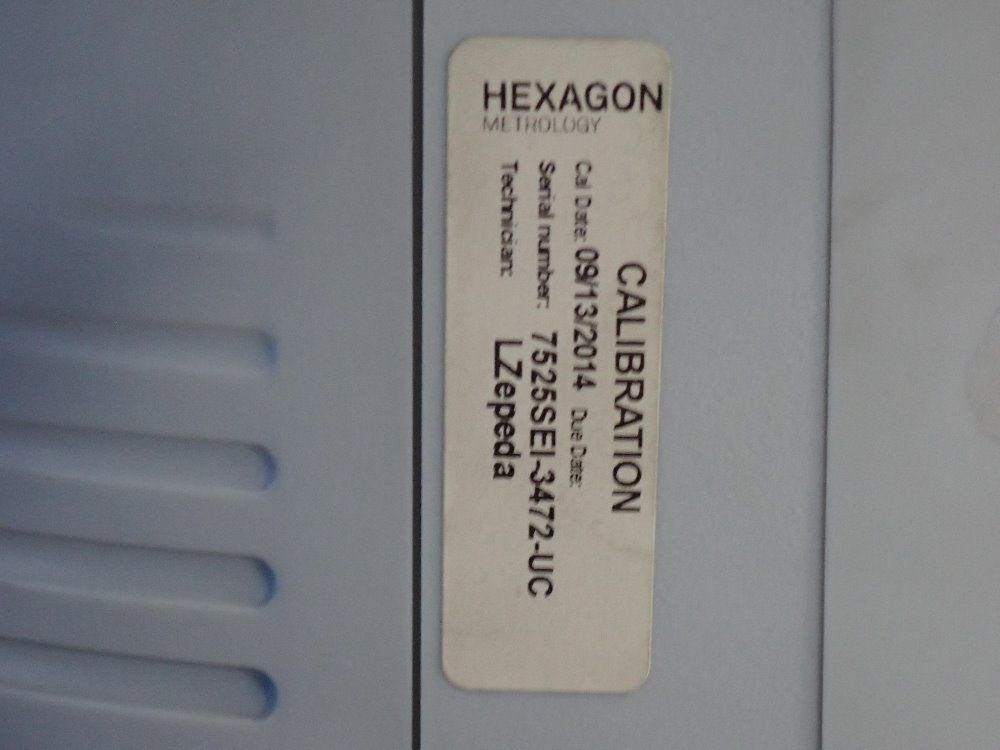 HEXAGON
METROLOGY
CALIBRATION
Cal Date: 09/13/2014 Due Date:
Serial number: 7525SEI-3472-UC
Technician: LZepeda